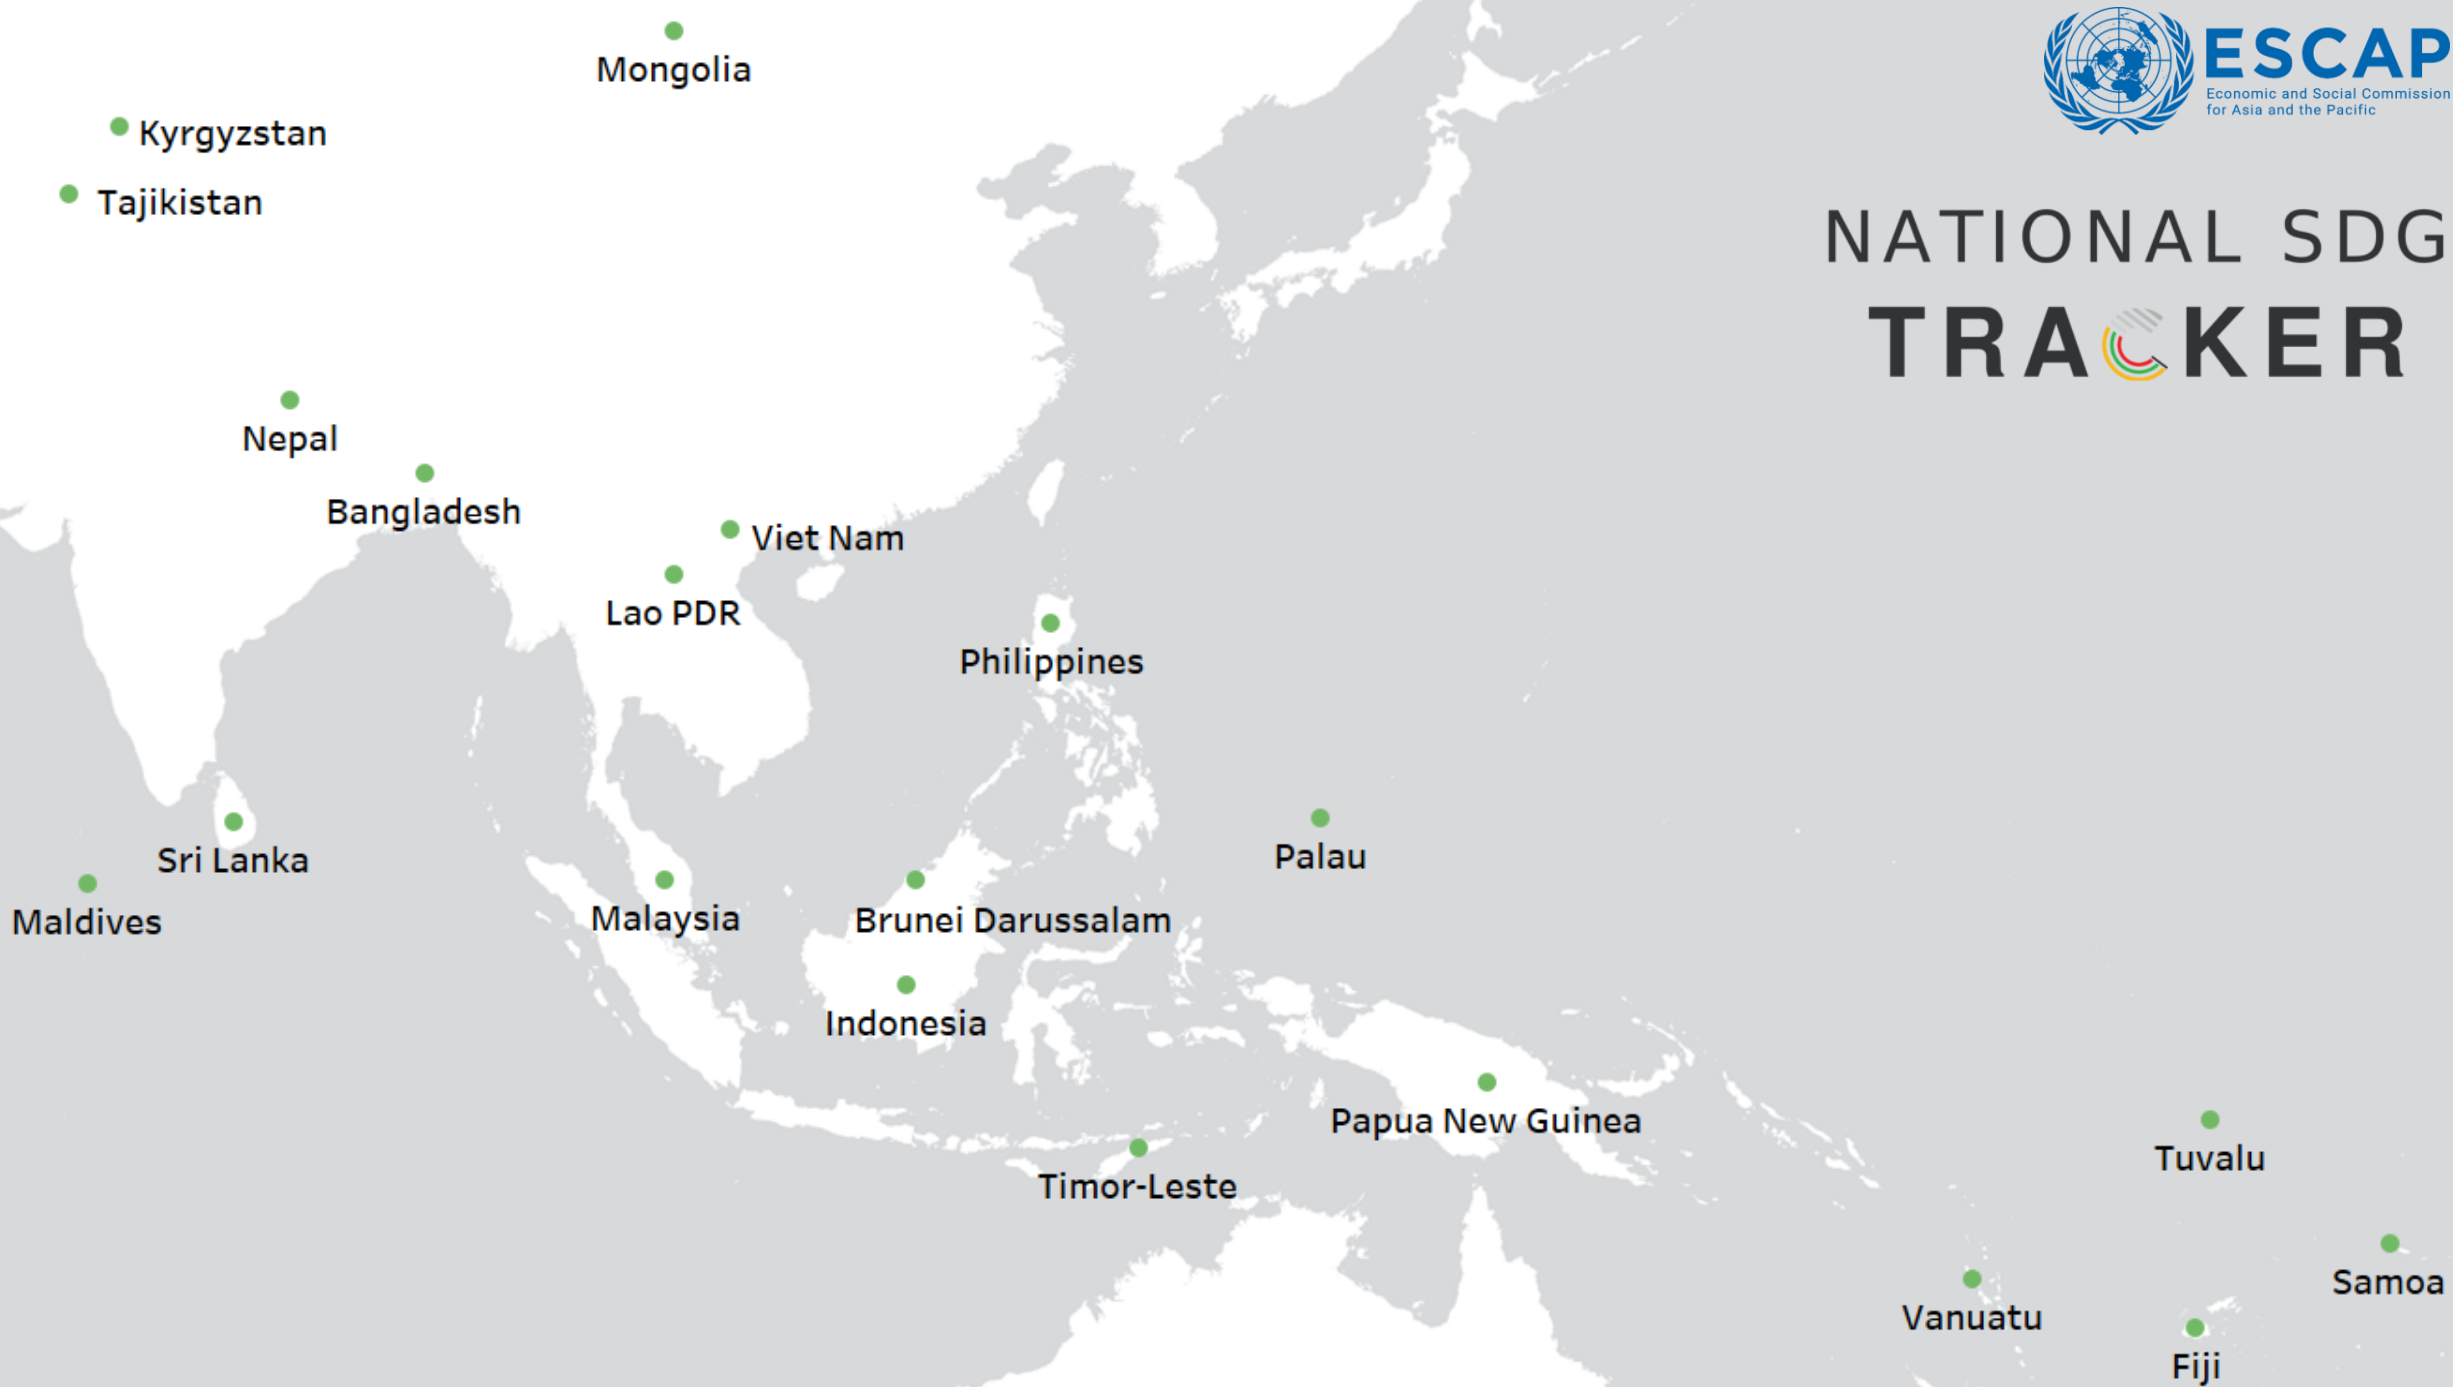 Mongolia
ESCAP
Economic and Social Commission
for Asia and the Pacific
Kyrgyzstan
Tajikistan
NATIONAL SDG
TRACKER
Nepal
Bangladesh
Viet Nam
Lao PDR
Philippines
Sri Lanka
Palau
Maldives
Malaysia
Brunei Darussalam
Indonesia
Papua New Guinea
Timor-Leste
Tuvalu
Samoa
Vanuatu
Fiji